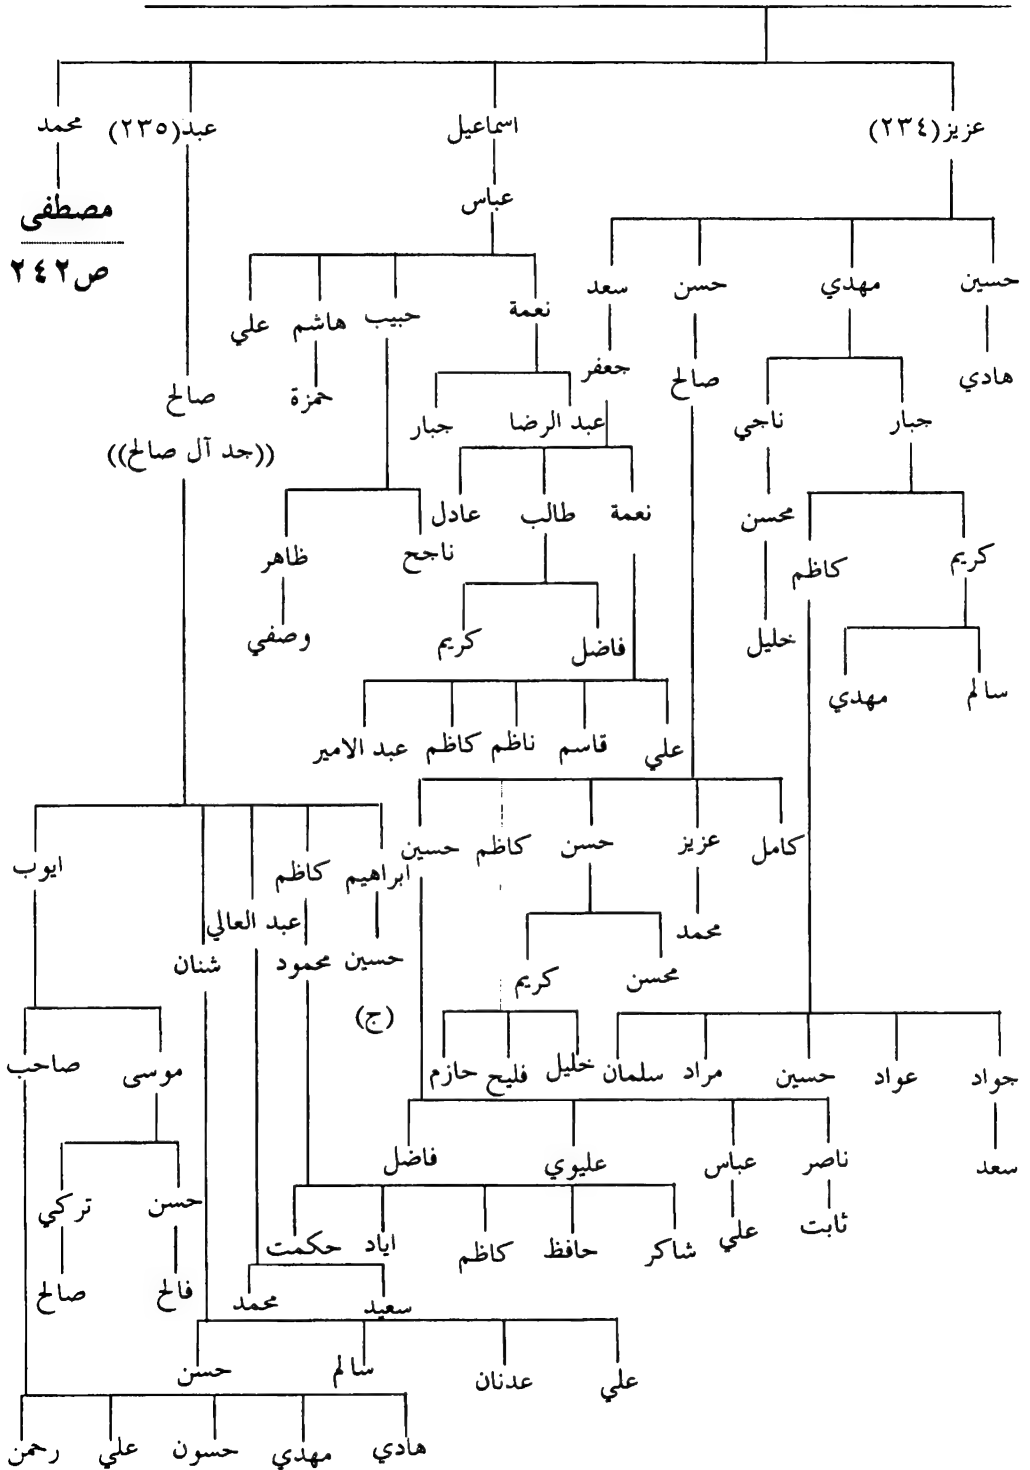 عزيز(٢٣٤) اسماعيل عبد(٢٣٥) محمد
عباس مصطفى
ص٢٤٢
حسين مهدي حسن سعد نعمة حبيب هاشم علي
هادي صالح جعفر حمزة صالح
جبار ناجي عبد الرضا جبار
((جد آل صالح))
محسن نعمة طالب عادل
كريم كاظم ناجح ظاهر
خليل فاضل كريم وصفي
سالم مهدي
علي قاسم ناظم كاظم عبد الامير
كامل عزيز حسن كاظم حسين ابراهيم كاظم ايوب
محمد عبد العالي
محسن كريم حسين محمود شنان
(ج)
جواد عواد حسين مراد سلمان خليل فليح حازم موسى صاحب
سعد ناصر عباس عليوي فاضل
ثابت علي حسن تركي
شاكر حافظ كاظم اياد حكمت
فالح صالح
سعيد محمد
علي عدنان سالم حسن
هادي مهدي حسون علي رحمن